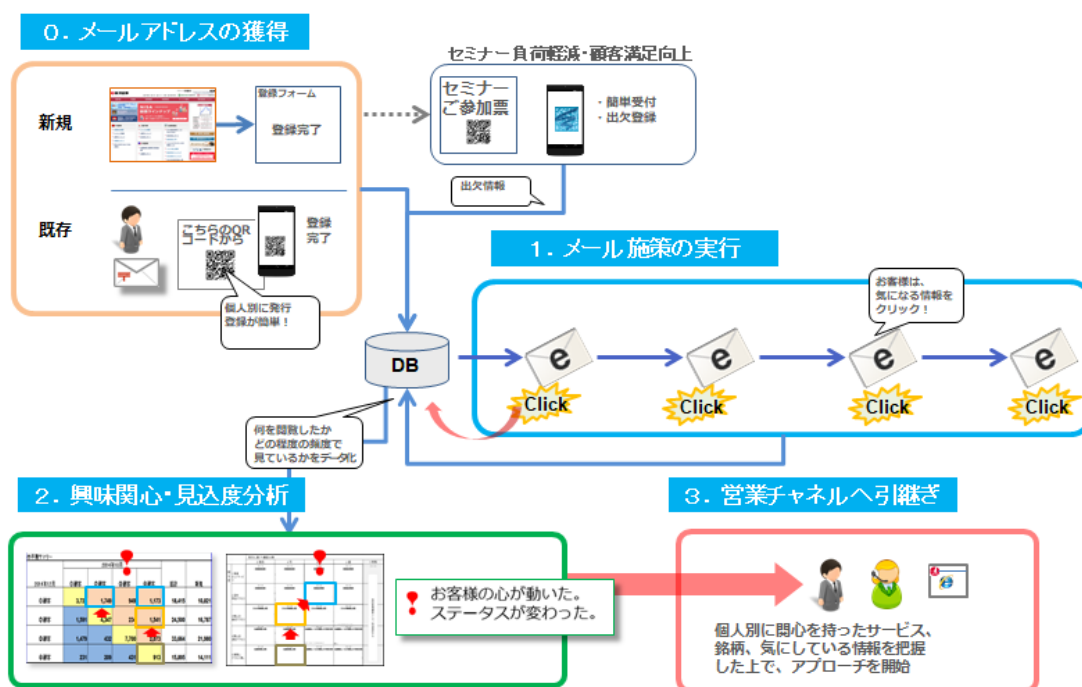 0．メールアドレスの獲得
セミナー負荷軽減・顧客満足向上
新規
登録フォーム
登録完了
セミナー
ご参加票
・簡単受付
・出欠登録
出欠情報
既存
こちらのQR
コードから
登録
完了
個人別に発行
登録が簡単！
1．メール施策の実行
お客様は、
気になる情報を
クリック！
DB
e
e
e
e
Click
Click
Click
Click
何を閲覧したか
どの程度の頻度で
見ているかをデータ化
2．興味関心・見込度分析
3．営業チャネルへ引継ぎ
お客様の心が動いた。
ステータスが変わった。
個人別に関心を持ったサービス、
銘柄、気にしている情報を把握
した上で、アプローチを開始